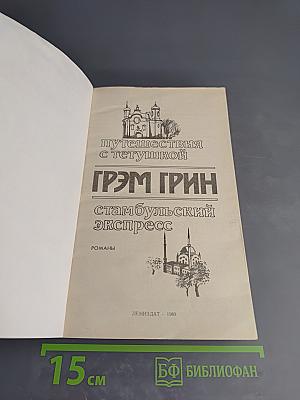 путешествия
с тетушкой
ГРЭМ ГРИН
стамбульский
экспресс
РОМАНЫ
ЛЕНИЗДАТ · 1989
15 см
БФ БИБЛИОФАН